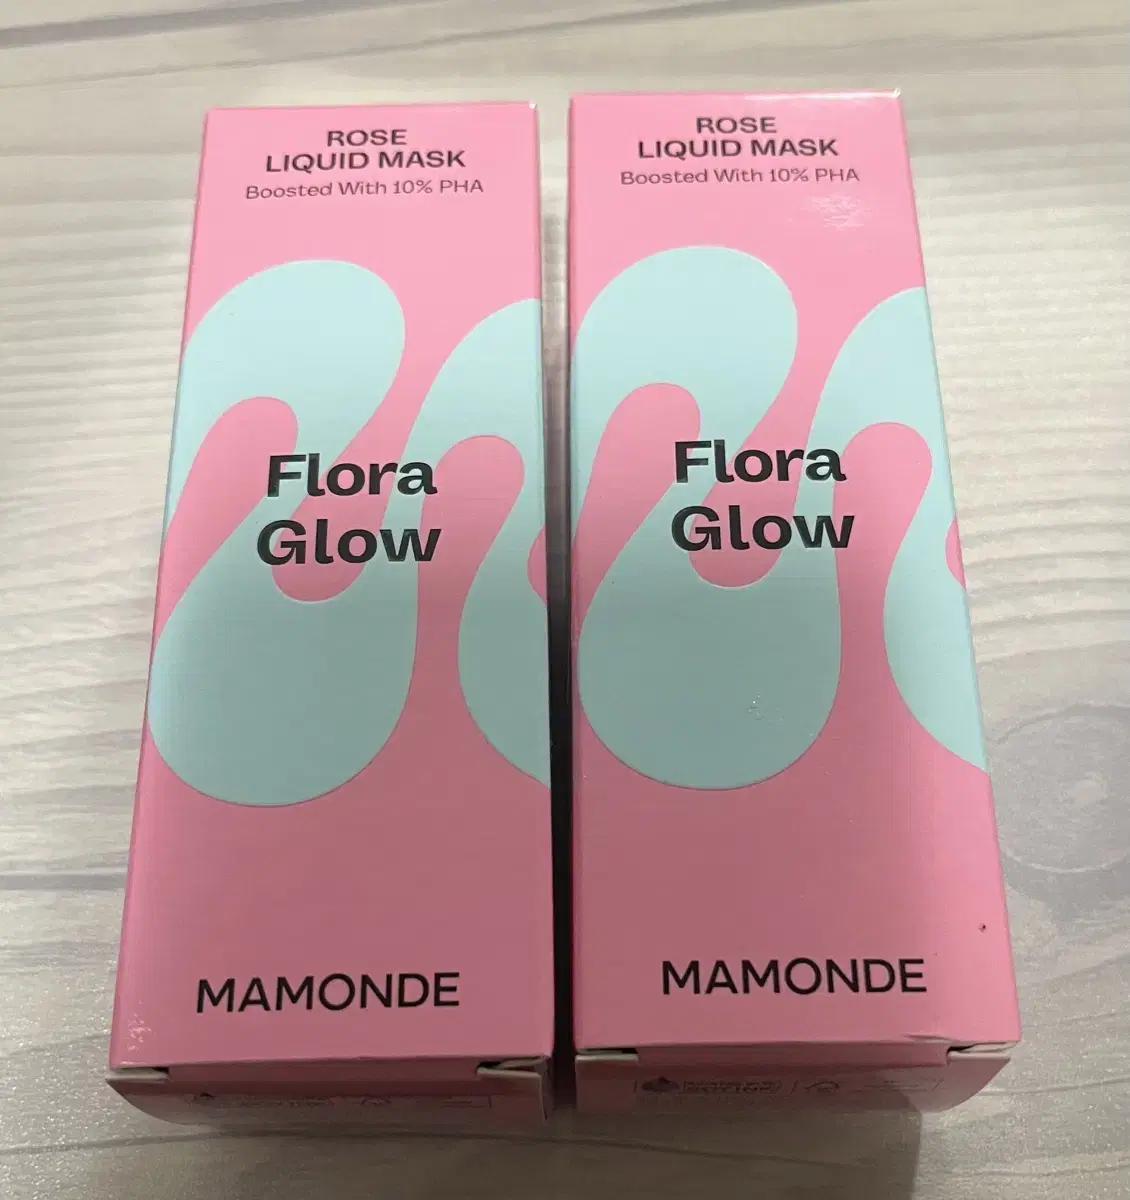 ROSE
LIQUID MASK
Boosted With 10% PHA
Flora
Glow
MAMONDE
ROSE
LIQUID MASK
Boosted With 10% PHA
Flora
Glow
MAMONDE